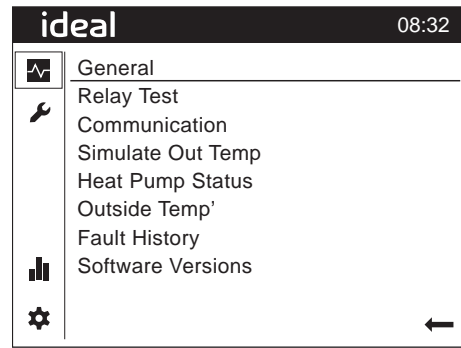 ideal 08:32
General
Relay Test
Communication
Simulate Out Temp
Heat Pump Status
Outside Temp'
Fault History
Software Versions